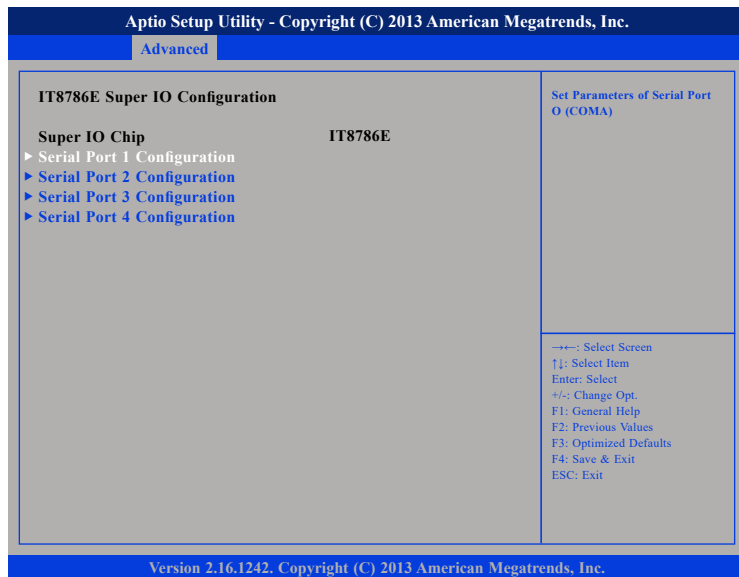 Aptio Setup Utility - Copyright (C) 2013 American Megatrends, Inc.
Advanced
IT8786E Super IO Configuration
Super IO Chip IT8786E
▶ Serial Port 1 Configuration
▶ Serial Port 2 Configuration
▶ Serial Port 3 Configuration
▶ Serial Port 4 Configuration
Set Parameters of Serial Port
O (COMA)
→←: Select Screen
↑↓: Select Item
Enter: Select
+/-: Change Opt.
F1: General Help
F2: Previous Values
F3: Optimized Defaults
F4: Save & Exit
ESC: Exit
Version 2.16.1242. Copyright (C) 2013 American Megatrends, Inc.